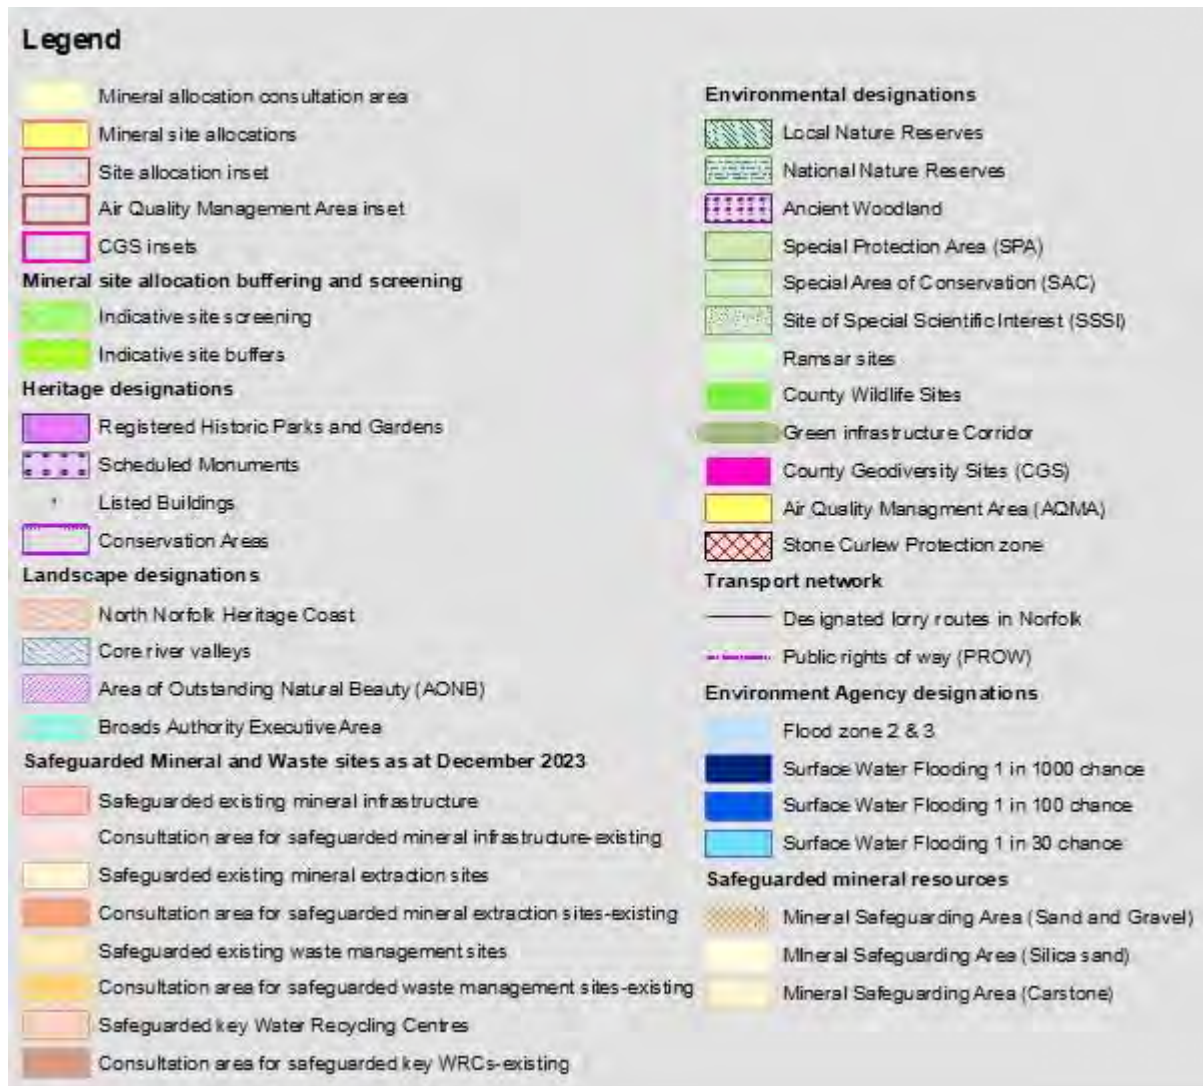 Legend
Mineral allocation consultation area
Mineral site allocations
Site allocation inset
Air Quality Management Area inset
CGS insets
Mineral site allocation buffering and screening
Indicative site screening
Indicative site buffers
Heritage designations
Registered Historic Parks and Gardens
Scheduled Monuments
Listed Buildings
Conservation Areas
Landscape designations
North Norfolk Heritage Coast
Core river valleys
Area of Outstanding Natural Beauty (AONB)
Broads Authority Executive Area
Safeguarded Mineral and Waste sites as at December 2023
Safeguarded existing mineral infrastructure
Consultation area for safeguarded mineral infrastructure-existing
Safeguarded existing mineral extraction sites
Consultation area for safeguarded mineral extraction sites-existing
Safeguarded existing waste management sites
Consultation area for safeguarded waste management sites-existing
Safeguarded key Water Recycling Centres
Consultation area for safeguarded key WRCs-existing
Environmental designations
Local Nature Reserves
National Nature Reserves
Ancient Woodland
Special Protection Area (SPA)
Special Area of Conservation (SAC)
Site of Special Scientific Interest (SSSI)
Ramsar sites
County Wildlife Sites
Green infrastructure Corridor
County Geodiversity Sites (CGS)
Air Quality Managment Area (AQMA)
Stone Curlew Protection zone
Transport network
Designated lorry routes in Norfolk
Public rights of way (PROW)
Environment Agency designations
Flood zone 2 & 3
Surface Water Flooding 1 in 1000 chance
Surface Water Flooding 1 in 100 chance
Surface Water Flooding 1 in 30 chance
Safeguarded mineral resources
Mineral Safeguarding Area (Sand and Gravel)
MIneral Safeguarding Area (Silica sand)
Mineral Safeguarding Area (Carstone)